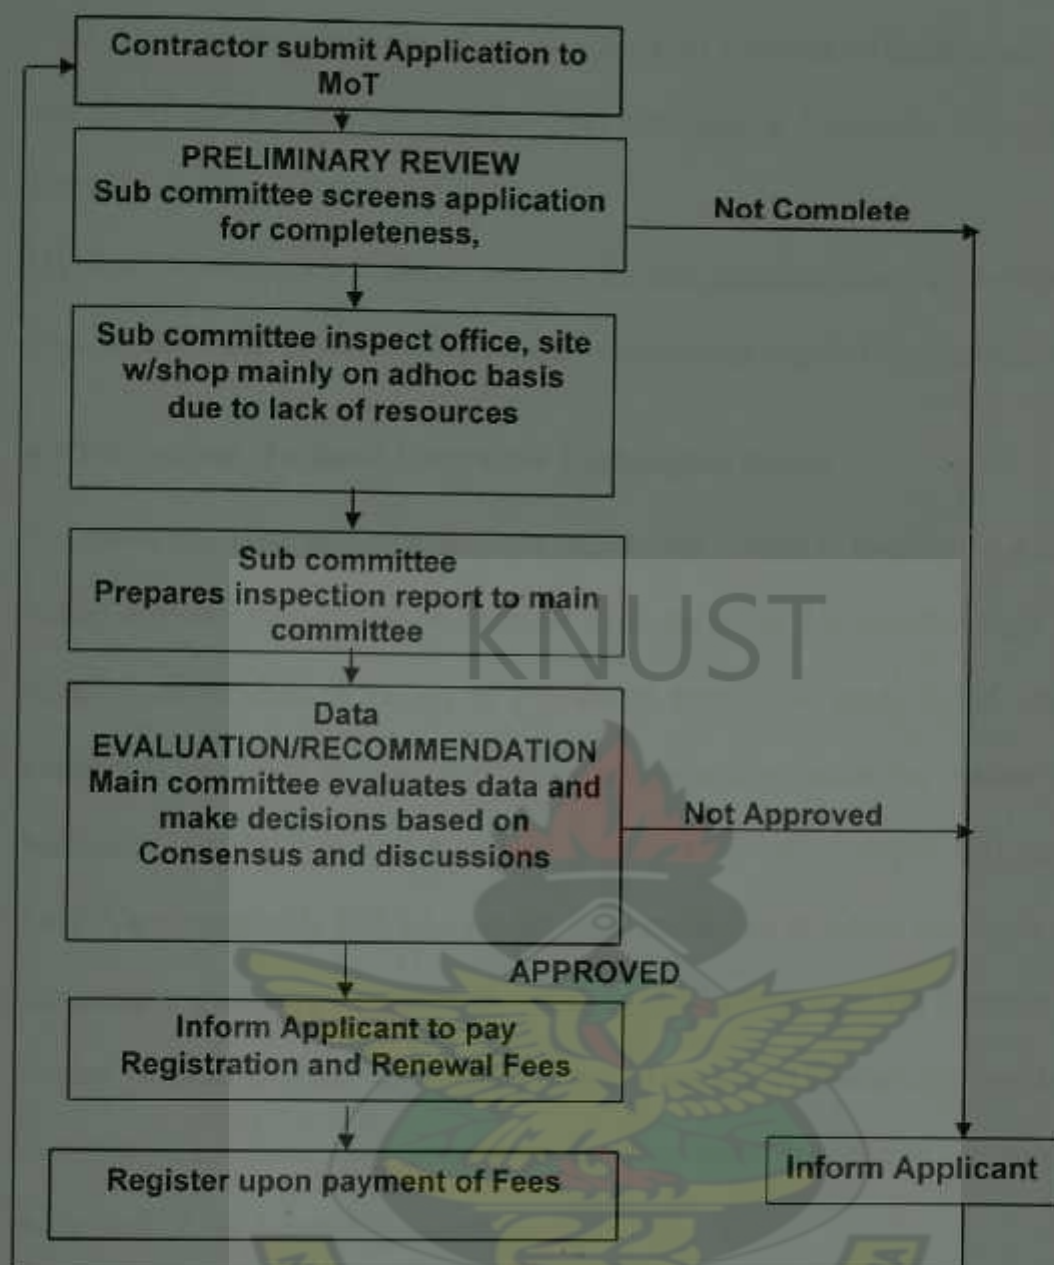 Contractor submit Application to
MoT
PRELIMINARY REVIEW
Sub committee screens application
for completeness,
Not Complete
Sub committee inspect office, site
w/shop mainly on adhoc basis
due to lack of resources
Sub committee
Prepares inspection report to main
committee
KNUST
Data
EVALUATION/RECOMMENDATION
Main committee evaluates data and
make decisions based on
Consensus and discussions
Not Approved
APPROVED
Inform Applicant to pay
Registration and Renewal Fees
Register upon payment of Fees
Inform Applicant